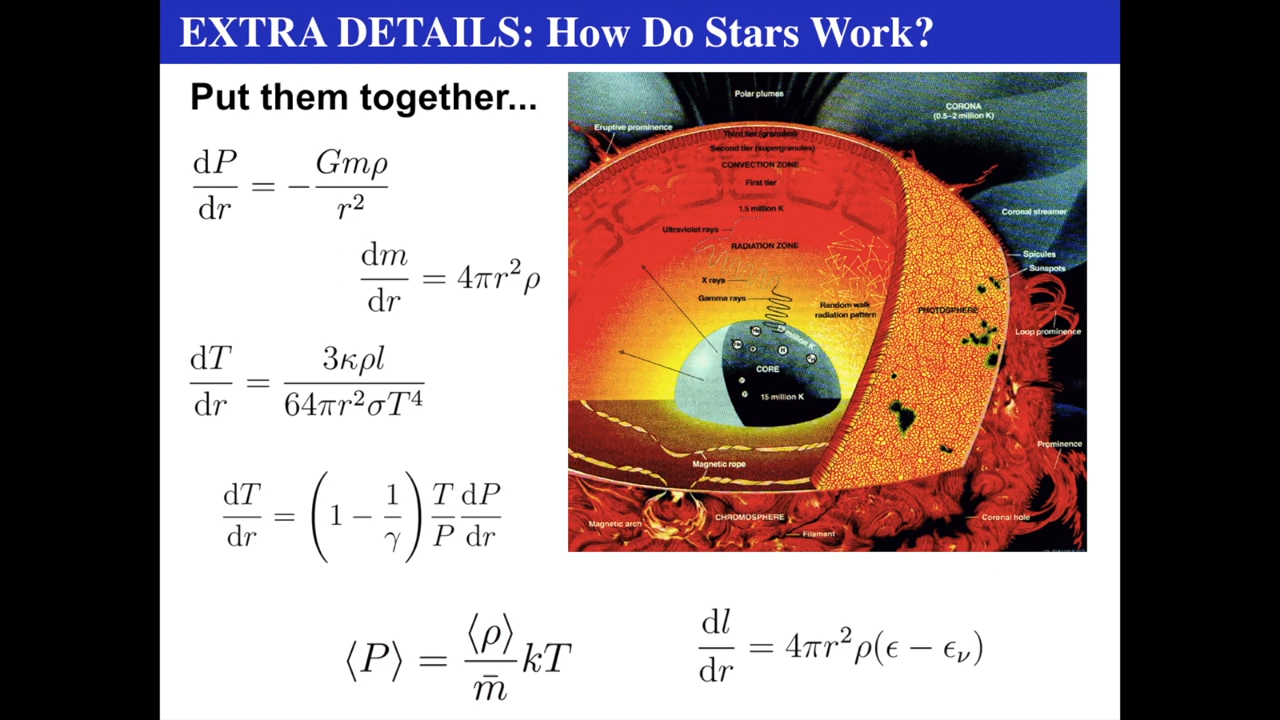 EXTRA DETAILS: How Do Stars Work?
Put them together...
dP/dr = −Gmρ/r²
dm/dr = 4πr²ρ
dT/dr = 3κρl/64πr²σT⁴
dT/dr = (1 − 1/γ) T/P dP/dr
⟨P⟩ = ⟨ρ⟩/m̄ kT
dl/dr = 4πr²ρ(ϵ − ϵν)
Polar plumes
CORONA
(0.5–2 million K)
Eruptive prominence
Third tier (granules)
Second tier (supergranules)
CONVECTION ZONE
First tier
1.5 million K
Ultraviolet rays
RADIATION ZONE
Coronal streamer
Spicules
Sunspots
X rays
Gamma rays
Random walk
radiation pattern
PHOTOSPHERE
Loop prominence
million K
CORE
15 million K
Prominence
Magnetic rope
Magnetic arch
CHROMOSPHERE
Filament
Coronal hole